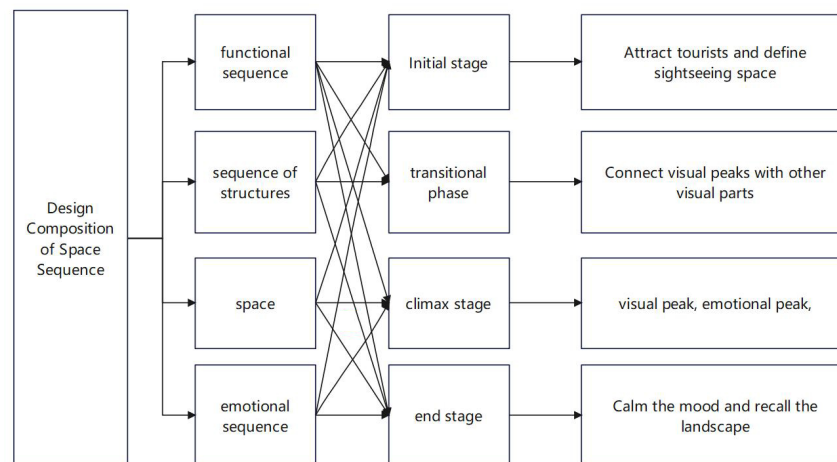 Design
Composition
of Space
Sequence
functional
sequence
sequence of
structures
space
emotional
sequence
Initial stage
transitional
phase
climax stage
end stage
Attract tourists and define
sightseeing space
Connect visual peaks with other
visual parts
visual peak, emotional peak,
Calm the mood and recall the
landscape